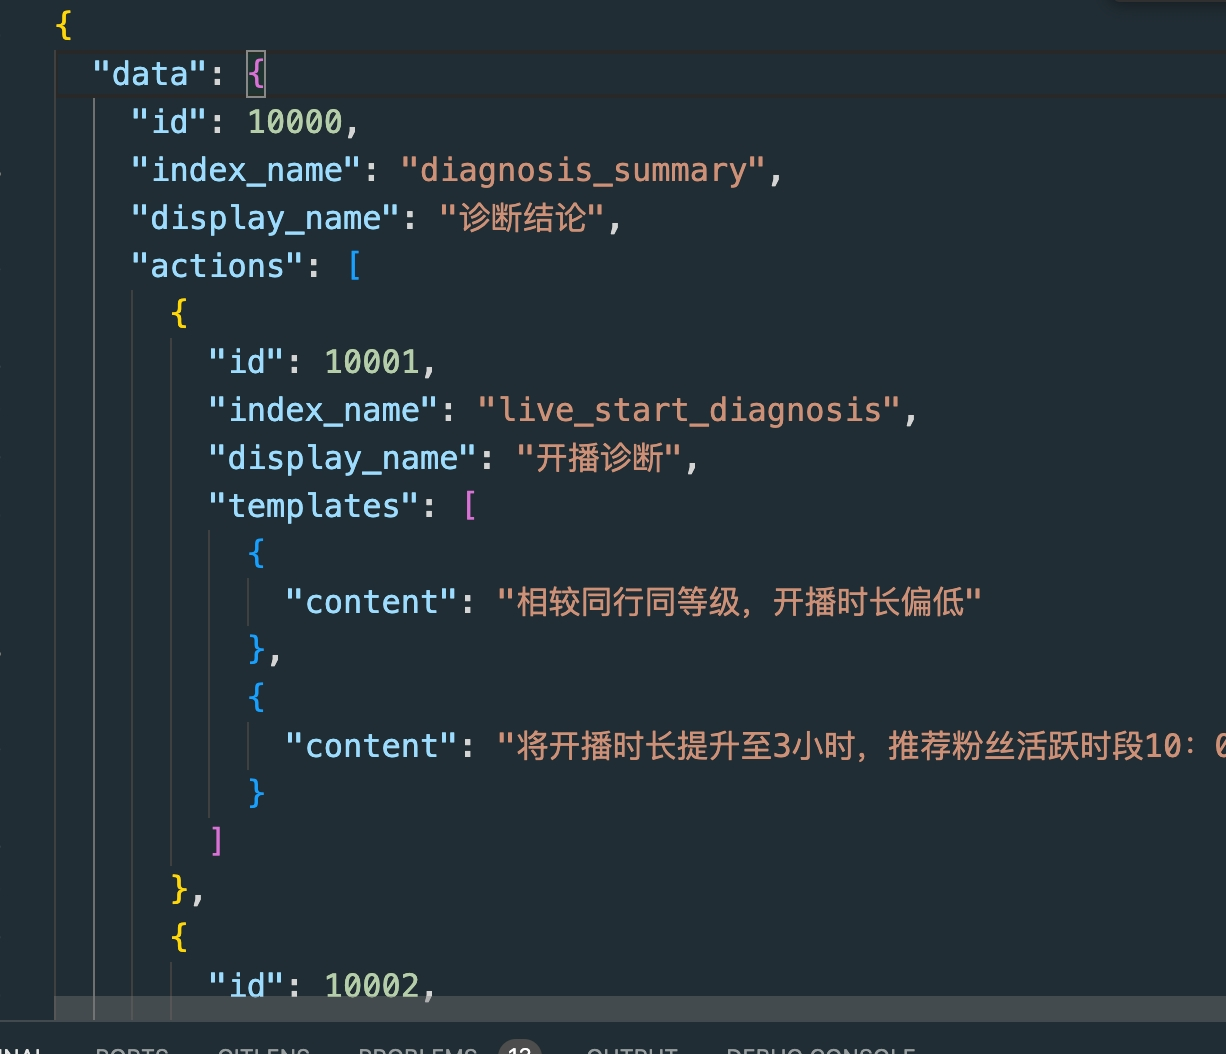 {
"data": {
"id": 10000,
"index_name": "diagnosis_summary",
"display_name": "诊断结论",
"actions": [
{
"id": 10001,
"index_name": "live_start_diagnosis",
"display_name": "开播诊断",
"templates": [
{
"content": "相较同行同等级，开播时长偏低"
},
{
"content": "将开播时长提升至3小时，推荐粉丝活跃时段10：0
}
]
},
{
"id": 10002,
PORTS GITLENS PROBLEMS 12 OUTPUT DEBUG CONSOLE